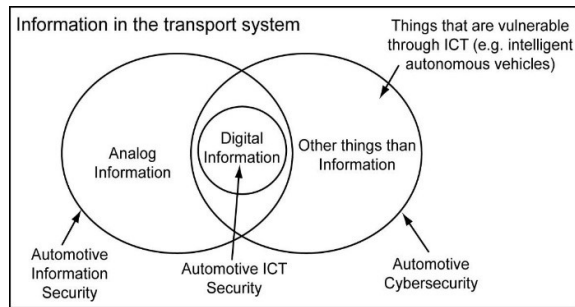 Information in the transport system
Things that are vulnerable
through ICT (e.g. intelligent
autonomous vehicles)
Analog
Information
Digital
Information
Other things than
Information
Automotive
Information
Security
Automotive ICT
Security
Automotive
Cybersecurity